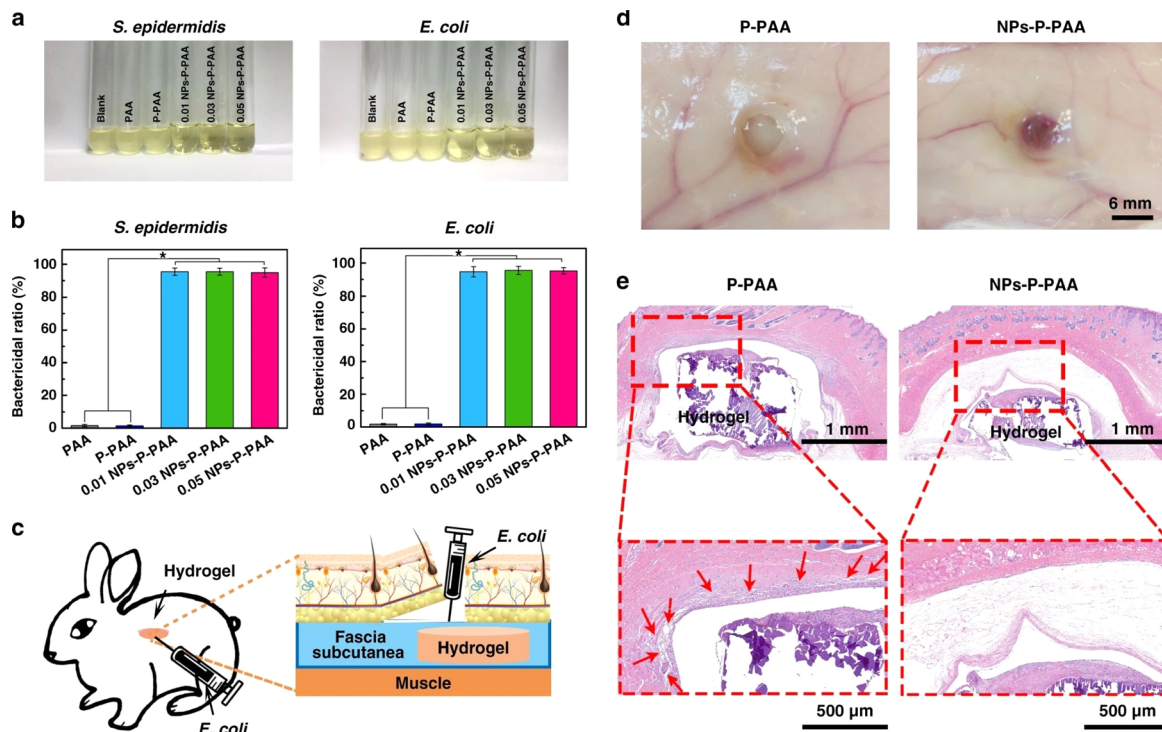 a
S. epidermidis
Blank
PAA
P-PAA
0.01 NPs-P-PAA
0.03 NPs-P-PAA
0.05 NPs-P-PAA
E. coli
Blank
PAA
P-PAA
0.01 NPs-P-PAA
0.03 NPs-P-PAA
0.05 NPs-P-PAA
b
S. epidermidis
Bactericidal ratio (%)
100
80
60
40
20
0
*
PAA
P-PAA
0.01 NPs-P-PAA
0.03 NPs-P-PAA
0.05 NPs-P-PAA
E. coli
Bactericidal ratio (%)
100
80
60
40
20
0
*
PAA
P-PAA
0.01 NPs-P-PAA
0.03 NPs-P-PAA
0.05 NPs-P-PAA
c
Hydrogel
E. coli
E. coli
Fascia
subcutanea
Hydrogel
Muscle
d
P-PAA
NPs-P-PAA
6 mm
e
P-PAA
NPs-P-PAA
Hydrogel
1 mm
Hydrogel
1 mm
500 µm
500 µm